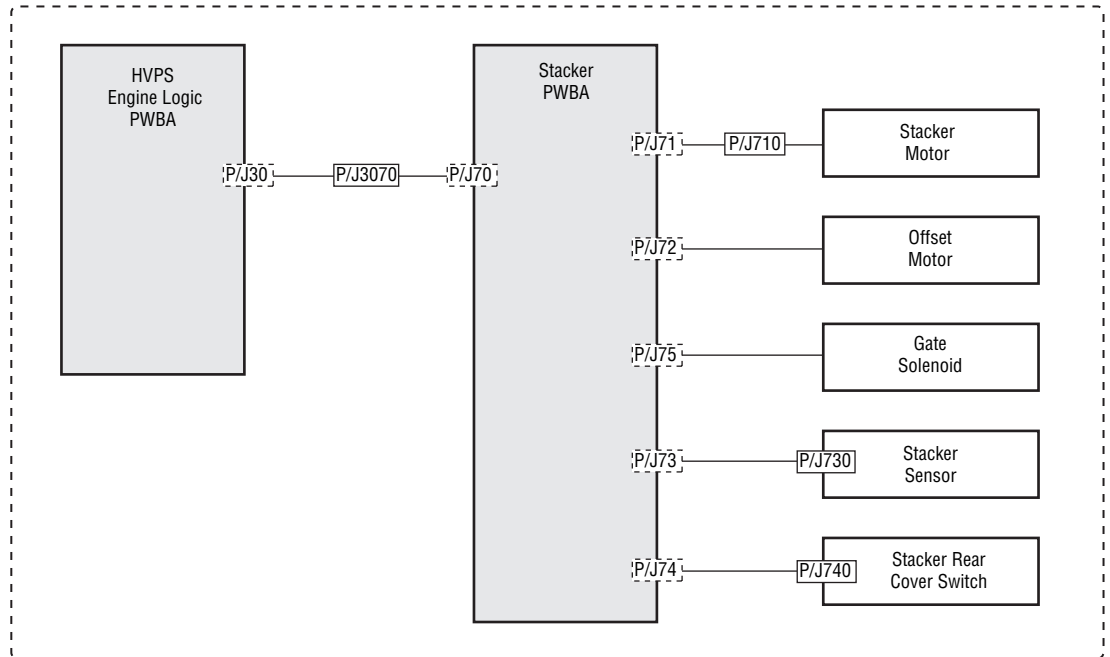 HVPS
Engine Logic
PWBA
P/J30
P/J3070
P/J70
Stacker
PWBA
P/J71
P/J710
Stacker
Motor
P/J72
Offset
Motor
P/J75
Gate
Solenoid
P/J73
P/J730
Stacker
Sensor
P/J74
P/J740
Stacker Rear
Cover Switch